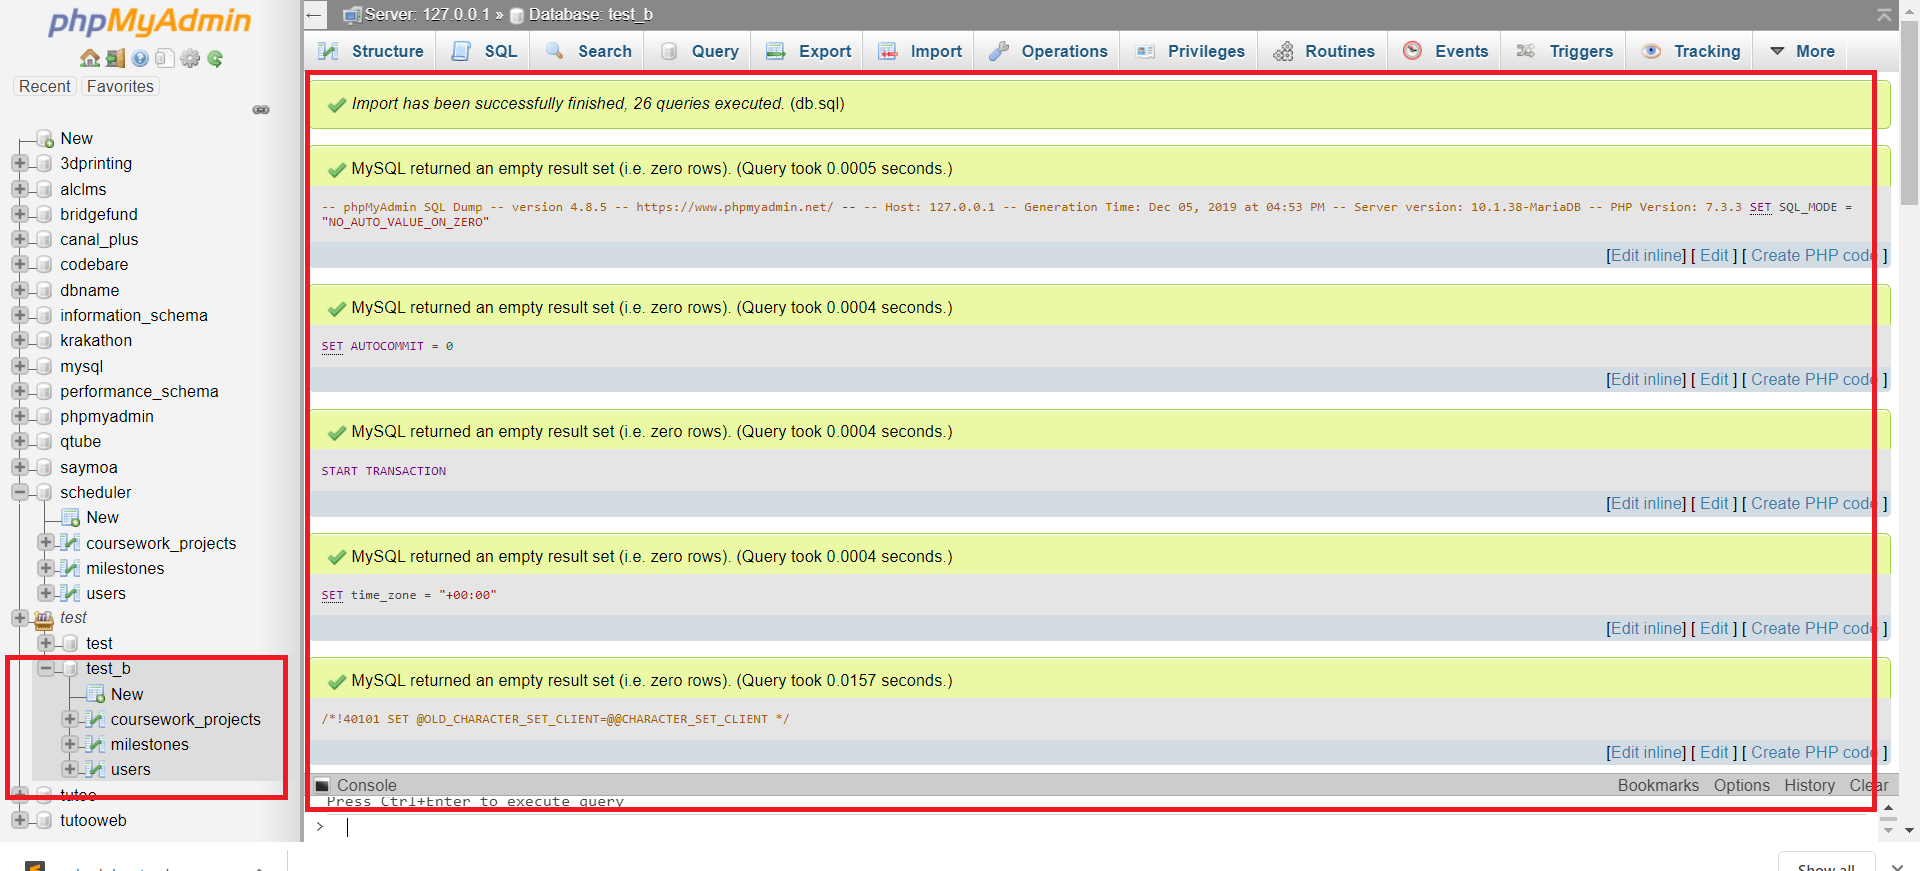 phpMyAdmin
Recent
Favorites
New
3dprinting
alclms
bridgefund
canal_plus
codebare
dbname
information_schema
krakathon
mysql
performance_schema
phpmyadmin
qtube
saymoa
scheduler
New
coursework_projects
milestones
users
test
test
test_b
New
coursework_projects
milestones
users
tutoo
tutooweb
Server: 127.0.0.1 » Database: test_b
Structure SQL Search Query Export Import Operations Privileges Routines Events Triggers Tracking More
Import has been successfully finished, 26 queries executed. (db.sql)
MySQL returned an empty result set (i.e. zero rows). (Query took 0.0005 seconds.)
-- phpMyAdmin SQL Dump -- version 4.8.5 -- https://www.phpmyadmin.net/ -- -- Host: 127.0.0.1 -- Generation Time: Dec 05, 2019 at 04:53 PM -- Server version: 10.1.38-MariaDB -- PHP Version: 7.3.3 SET SQL_MODE =
"NO_AUTO_VALUE_ON_ZERO"
[Edit inline] [ Edit ] [ Create PHP code ]
MySQL returned an empty result set (i.e. zero rows). (Query took 0.0004 seconds.)
SET AUTOCOMMIT = 0
[Edit inline] [ Edit ] [ Create PHP code ]
MySQL returned an empty result set (i.e. zero rows). (Query took 0.0004 seconds.)
START TRANSACTION
[Edit inline] [ Edit ] [ Create PHP code ]
MySQL returned an empty result set (i.e. zero rows). (Query took 0.0004 seconds.)
SET time_zone = "+00:00"
[Edit inline] [ Edit ] [ Create PHP code ]
MySQL returned an empty result set (i.e. zero rows). (Query took 0.0157 seconds.)
/*!40101 SET @OLD_CHARACTER_SET_CLIENT=@@CHARACTER_SET_CLIENT */
[Edit inline] [ Edit ] [ Create PHP code ]
Console Bookmarks Options History Clear
Press Ctrl+Enter to execute query
>
Show all